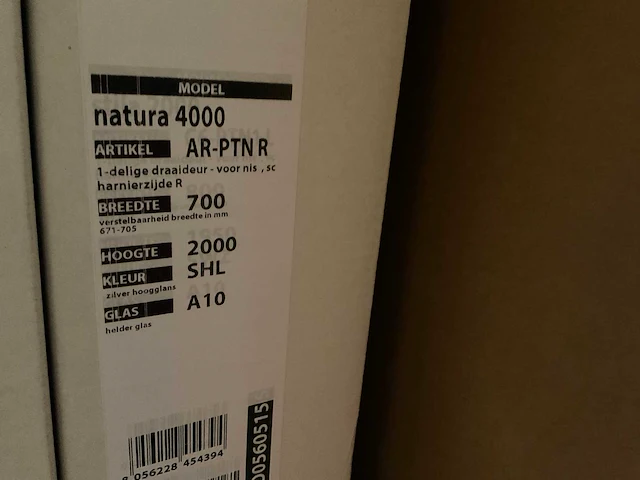 MODEL
natura 4000
ARTIKEL AR-PTN R
1-delige draaideur - voor nis , sc
harnierzijde R
BREEDTE 700
verstelbaarheid breedte in mm
671-705
HOOGTE 2000
KLEUR SHL
zilver hoogglans
GLAS A10
helder glas
056228 454394
00560515